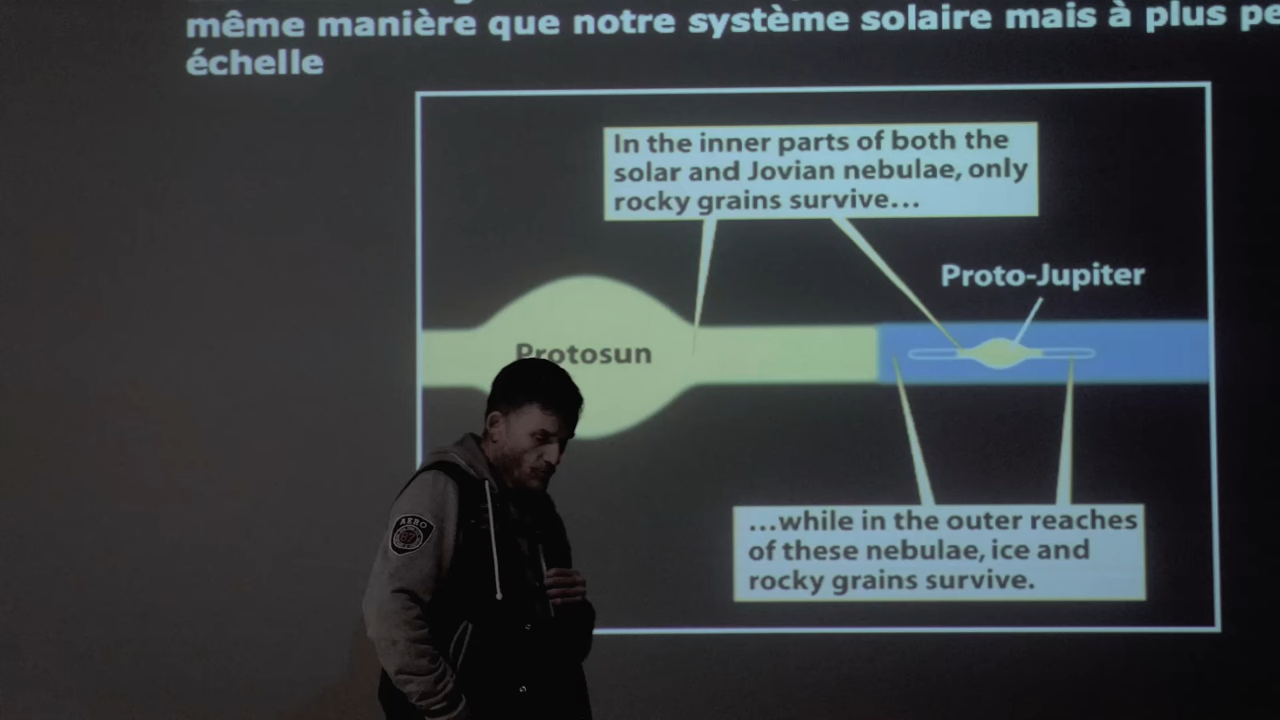 même manière que notre système solaire mais à plus pe
échelle
In the inner parts of both the
solar and Jovian nebulae, only
rocky grains survive...
Proto-Jupiter
Protosun
...while in the outer reaches
of these nebulae, ice and
rocky grains survive.
AERO
87